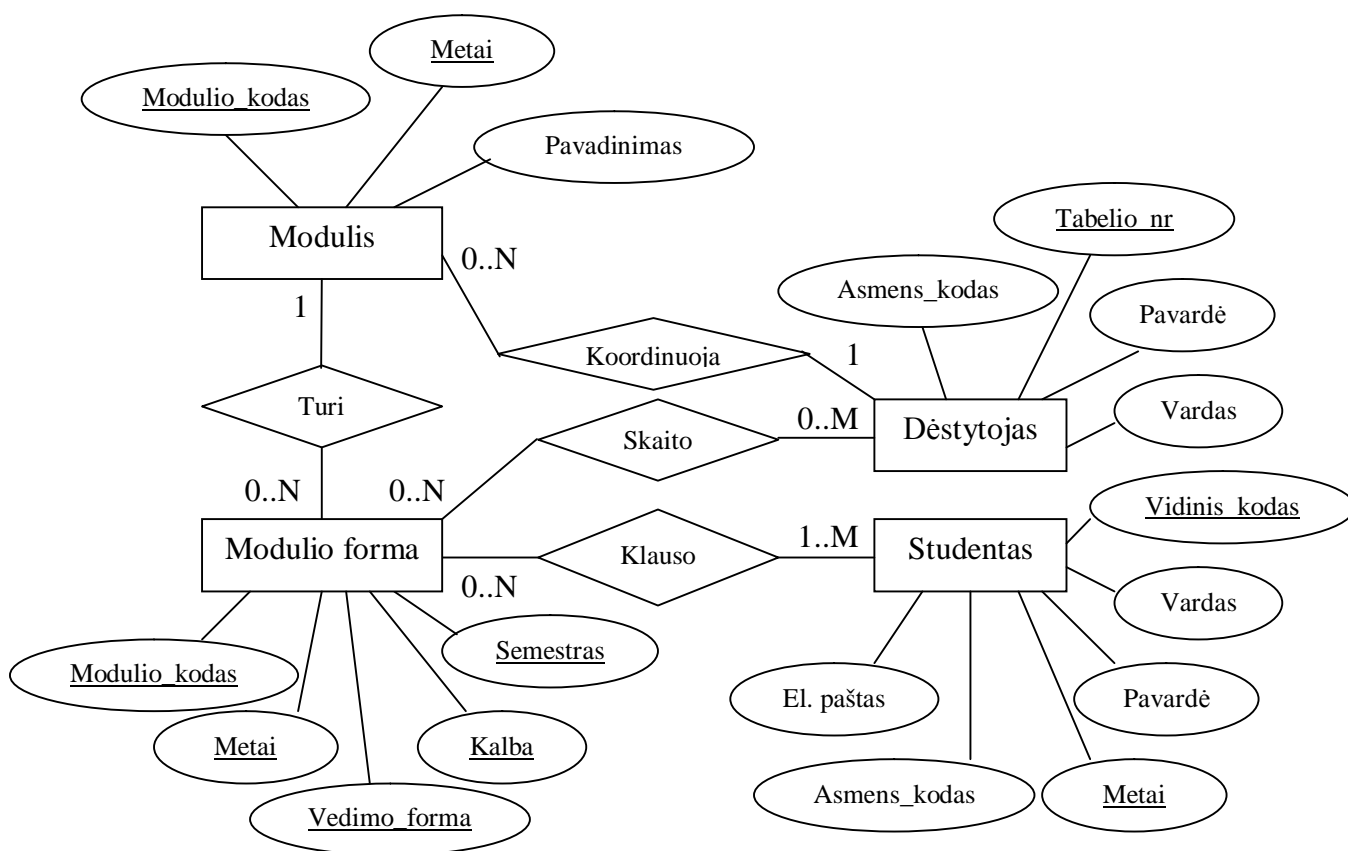 Metai
Modulio_kodas
Pavadinimas
Tabelio_nr
Modulis
0..N
Asmens_kodas
1
Pavardė
Koordinuoja
1
Turi
Vardas
0..M
Dėstytojas
Skaito
0..N
0..N
Vidinis_kodas
Modulio forma
1..M
Studentas
Klauso
0..N
Vardas
Semestras
Modulio_kodas
El. paštas
Pavardė
Metai
Kalba
Asmens_kodas
Metai
Vedimo_forma